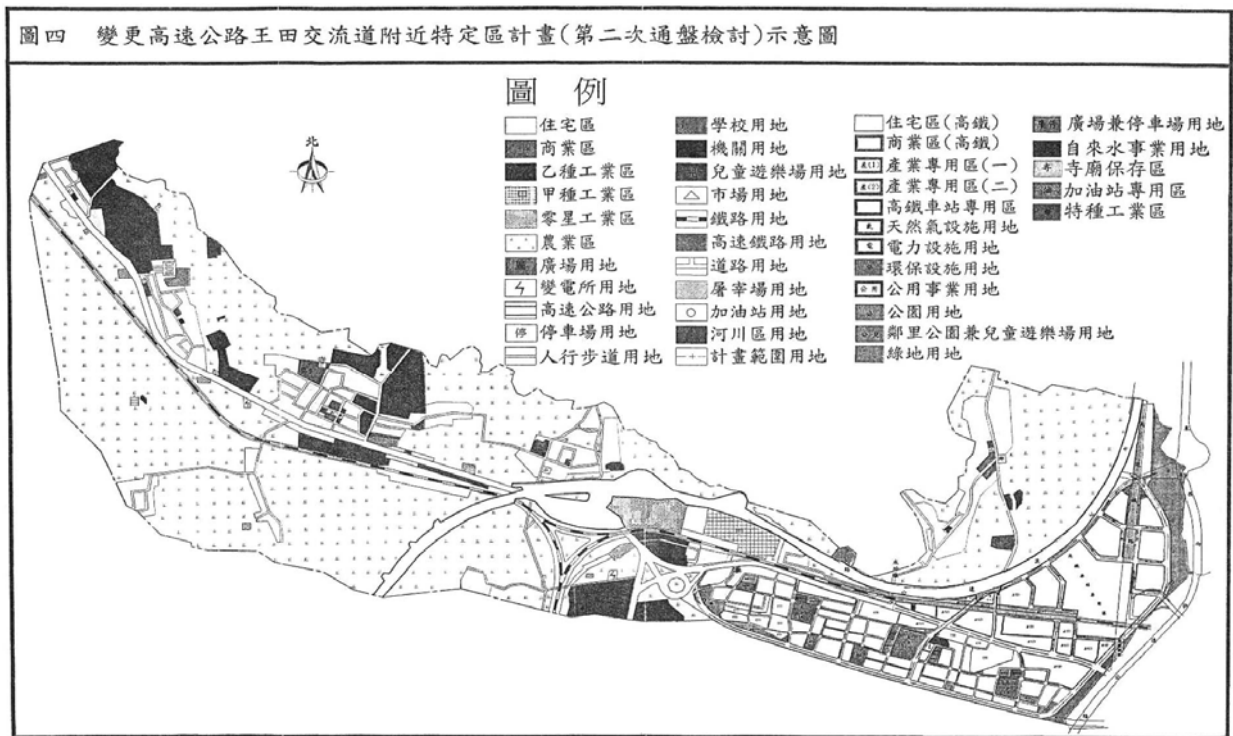 圖四 變更高速公路王田交流道附近特定區計畫(第二次通盤檢討)示意圖
圖例
北
住宅區
商業區
乙種工業區
甲種工業區
零星工業區
農業區
廣場用地
變電所用地
高速公路用地
停 停車場用地
人行步道用地
學校用地
機關用地
兒童遊樂場用地
市場用地
鐵路用地
高速鐵路用地
道路用地
屠宰場用地
加油站用地
河川區用地
計畫範圍用地
住宅區(高鐵)
商業區(高鐵)
產(1) 產業專用區(一)
產(2) 產業專用區(二)
高鐵車站專用區
天然氣設施用地
電力設施用地
環保設施用地
公用 公用事業用地
公園用地
鄰里公園兼兒童遊樂場用地
綠地用地
廣場兼停車場用地
自來水事業用地
寺廟保存區
加油站專用區
特種工業區